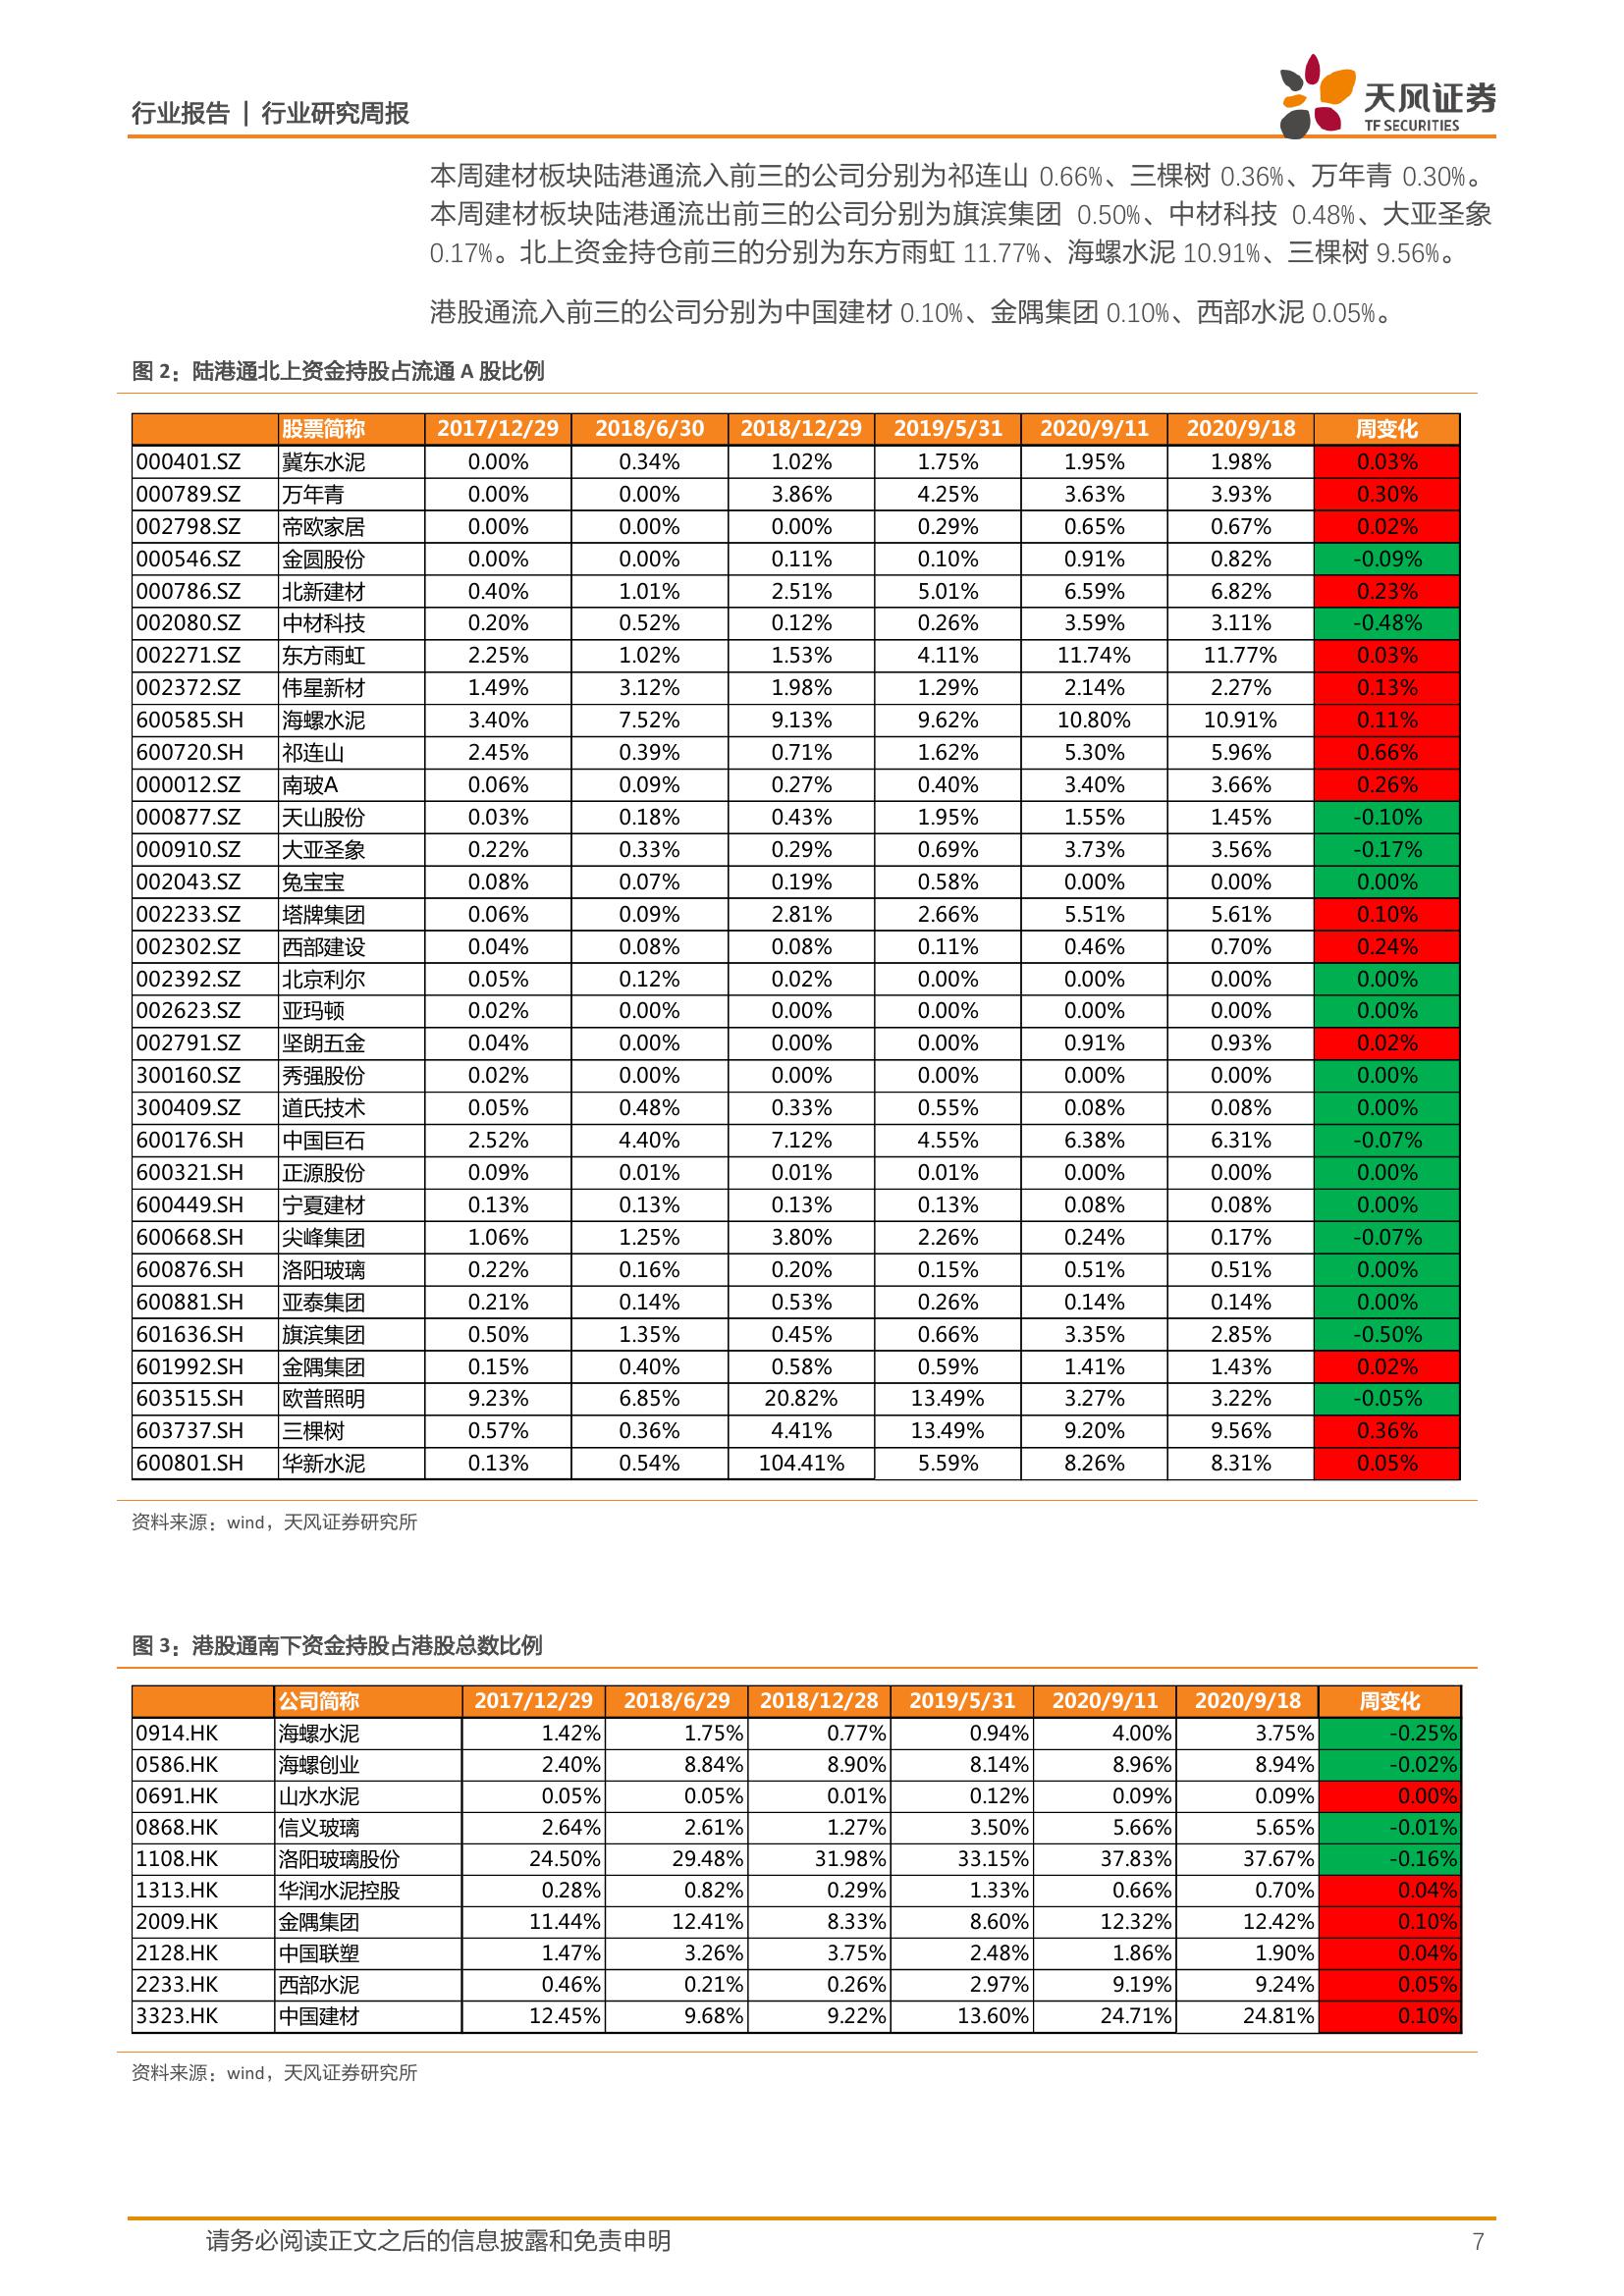 行业报告 | 行业研究周报
天风证券
TF SECURITIES
本周建材板块陆港通流入前三的公司分别为祁连山 0.66%、三棵树 0.36%、万年青 0.30%。
本周建材板块陆港通流出前三的公司分别为旗滨集团 0.50%、中材科技 0.48%、大亚圣象
0.17%。北上资金持仓前三的分别为东方雨虹 11.77%、海螺水泥 10.91%、三棵树 9.56%。
港股通流入前三的公司分别为中国建材 0.10%、金隅集团 0.10%、西部水泥 0.05%。
图 2：陆港通北上资金持股占流通 A 股比例
股票简称 2017/12/29 2018/6/30 2018/12/29 2019/5/31 2020/9/11 2020/9/18 周变化
000401.SZ 冀东水泥 0.00% 0.34% 1.02% 1.75% 1.95% 1.98% 0.03%
000789.SZ 万年青 0.00% 0.00% 3.86% 4.25% 3.63% 3.93% 0.30%
002798.SZ 帝欧家居 0.00% 0.00% 0.00% 0.29% 0.65% 0.67% 0.02%
000546.SZ 金圆股份 0.00% 0.00% 0.11% 0.10% 0.91% 0.82% -0.09%
000786.SZ 北新建材 0.40% 1.01% 2.51% 5.01% 6.59% 6.82% 0.23%
002080.SZ 中材科技 0.20% 0.52% 0.12% 0.26% 3.59% 3.11% -0.48%
002271.SZ 东方雨虹 2.25% 1.02% 1.53% 4.11% 11.74% 11.77% 0.03%
002372.SZ 伟星新材 1.49% 3.12% 1.98% 1.29% 2.14% 2.27% 0.13%
600585.SH 海螺水泥 3.40% 7.52% 9.13% 9.62% 10.80% 10.91% 0.11%
600720.SH 祁连山 2.45% 0.39% 0.71% 1.62% 5.30% 5.96% 0.66%
000012.SZ 南玻A 0.06% 0.09% 0.27% 0.40% 3.40% 3.66% 0.26%
000877.SZ 天山股份 0.03% 0.18% 0.43% 1.95% 1.55% 1.45% -0.10%
000910.SZ 大亚圣象 0.22% 0.33% 0.29% 0.69% 3.73% 3.56% -0.17%
002043.SZ 兔宝宝 0.08% 0.07% 0.19% 0.58% 0.00% 0.00% 0.00%
002233.SZ 塔牌集团 0.06% 0.09% 2.81% 2.66% 5.51% 5.61% 0.10%
002302.SZ 西部建设 0.04% 0.08% 0.08% 0.11% 0.46% 0.70% 0.24%
002392.SZ 北京利尔 0.05% 0.12% 0.02% 0.00% 0.00% 0.00% 0.00%
002623.SZ 亚玛顿 0.02% 0.00% 0.00% 0.00% 0.00% 0.00% 0.00%
002791.SZ 坚朗五金 0.04% 0.00% 0.00% 0.00% 0.91% 0.93% 0.02%
300160.SZ 秀强股份 0.02% 0.00% 0.00% 0.00% 0.00% 0.00% 0.00%
300409.SZ 道氏技术 0.05% 0.48% 0.33% 0.55% 0.08% 0.08% 0.00%
600176.SH 中国巨石 2.52% 4.40% 7.12% 4.55% 6.38% 6.31% -0.07%
600321.SH 正源股份 0.09% 0.01% 0.01% 0.01% 0.00% 0.00% 0.00%
600449.SH 宁夏建材 0.13% 0.13% 0.13% 0.13% 0.08% 0.08% 0.00%
600668.SH 尖峰集团 1.06% 1.25% 3.80% 2.26% 0.24% 0.17% -0.07%
600876.SH 洛阳玻璃 0.22% 0.16% 0.20% 0.15% 0.51% 0.51% 0.00%
600881.SH 亚泰集团 0.21% 0.14% 0.53% 0.26% 0.14% 0.14% 0.00%
601636.SH 旗滨集团 0.50% 1.35% 0.45% 0.66% 3.35% 2.85% -0.50%
601992.SH 金隅集团 0.15% 0.40% 0.58% 0.59% 1.41% 1.43% 0.02%
603515.SH 欧普照明 9.23% 6.85% 20.82% 13.49% 3.27% 3.22% -0.05%
603737.SH 三棵树 0.57% 0.36% 4.41% 13.49% 9.20% 9.56% 0.36%
600801.SH 华新水泥 0.13% 0.54% 104.41% 5.59% 8.26% 8.31% 0.05%
资料来源：wind，天风证券研究所
图 3：港股通南下资金持股占港股总数比例
公司简称 2017/12/29 2018/6/29 2018/12/28 2019/5/31 2020/9/11 2020/9/18 周变化
0914.HK 海螺水泥 1.42% 1.75% 0.77% 0.94% 4.00% 3.75% -0.25%
0586.HK 海螺创业 2.40% 8.84% 8.90% 8.14% 8.96% 8.94% -0.02%
0691.HK 山水水泥 0.05% 0.05% 0.01% 0.12% 0.09% 0.09% 0.00%
0868.HK 信义玻璃 2.64% 2.61% 1.27% 3.50% 5.66% 5.65% -0.01%
1108.HK 洛阳玻璃股份 24.50% 29.48% 31.98% 33.15% 37.83% 37.67% -0.16%
1313.HK 华润水泥控股 0.28% 0.82% 0.29% 1.33% 0.66% 0.70% 0.04%
2009.HK 金隅集团 11.44% 12.41% 8.33% 8.60% 12.32% 12.42% 0.10%
2128.HK 中国联塑 1.47% 3.26% 3.75% 2.48% 1.86% 1.90% 0.04%
2233.HK 西部水泥 0.46% 0.21% 0.26% 2.97% 9.19% 9.24% 0.05%
3323.HK 中国建材 12.45% 9.68% 9.22% 13.60% 24.71% 24.81% 0.10%
资料来源：wind，天风证券研究所
请务必阅读正文之后的信息披露和免责申明 7